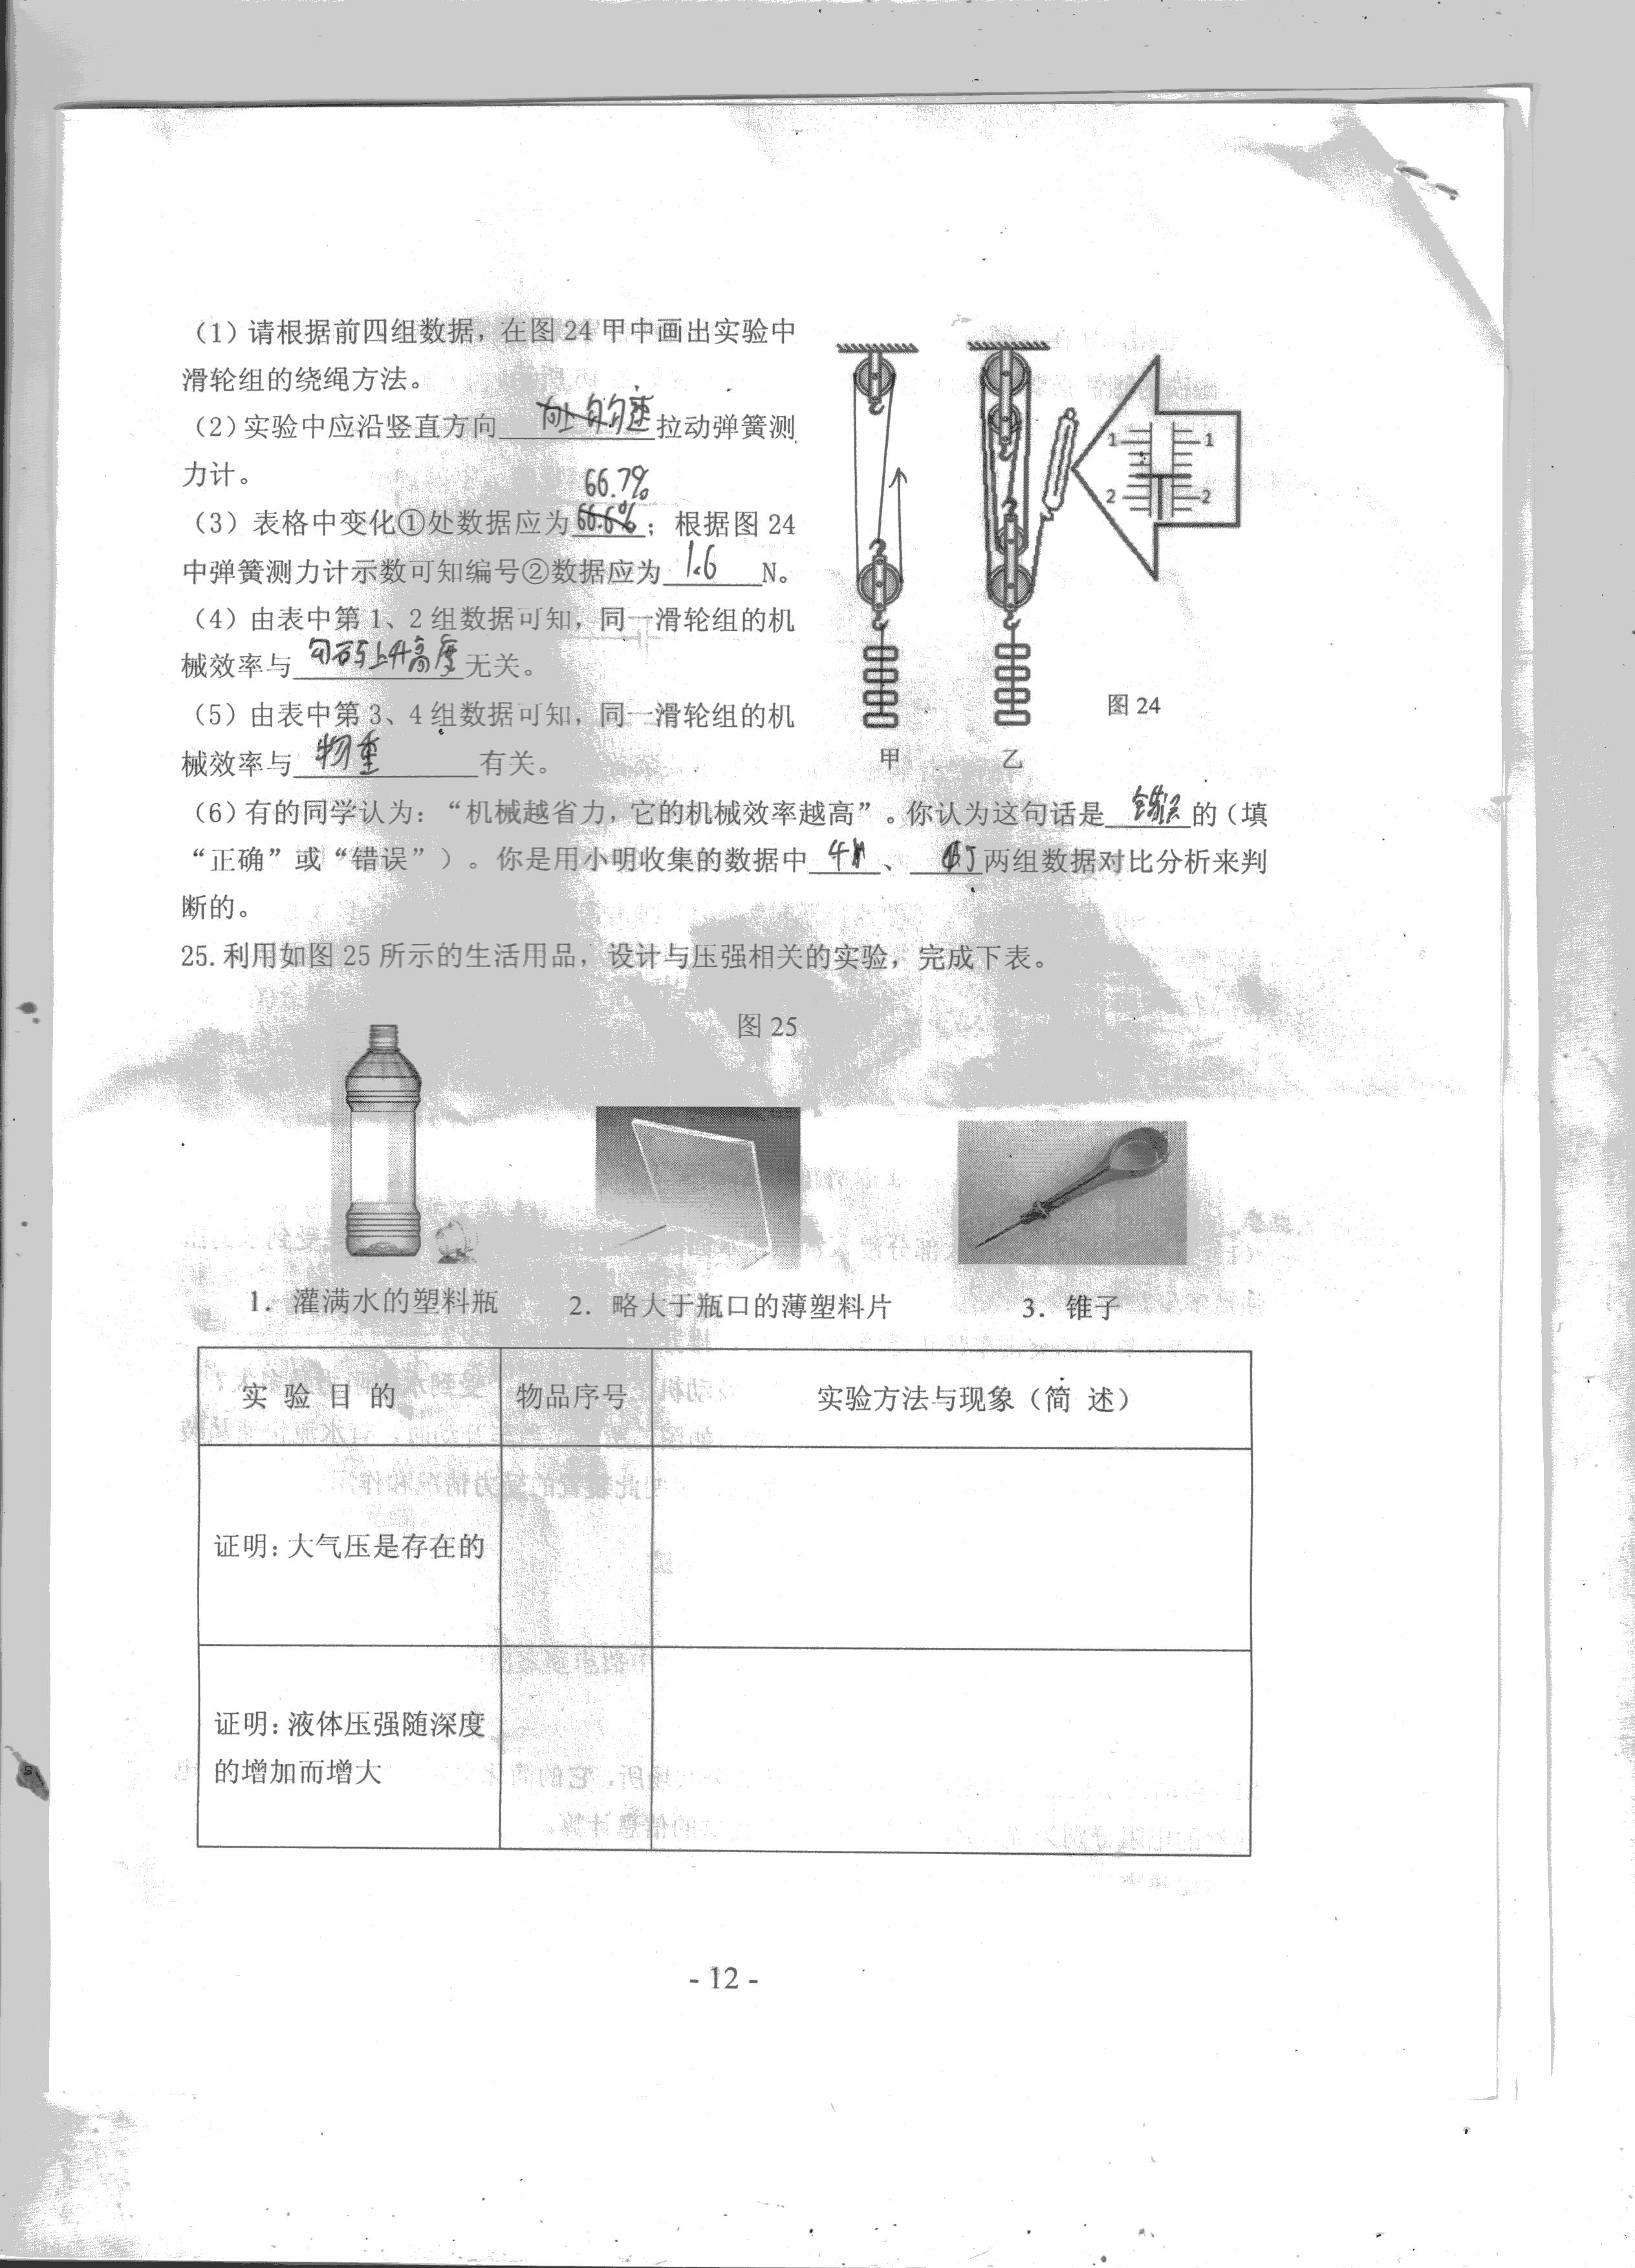 (1)请根据前四组数据,在图24甲中画出实验中
滑轮组的绕绳方法。
(2)实验中应沿竖直方向 匀速 拉动弹簧测
力计。
66.7%
(3)表格中变化①处数据应为66.6%;根据图24
中弹簧测力计示数可知编号②数据应为 1.6 N。
(4)由表中第1、2组数据可知,同一滑轮组的机
械效率与 勾码上升高度 无关。
(5)由表中第3、4组数据可知,同一滑轮组的机
械效率与 物重 有关。
1 1
2 2
图24
甲 乙
(6)有的同学认为:“机械越省力,它的机械效率越高”。你认为这句话是 错误 的(填
“正确”或“错误”)。你是用小明收集的数据中 4 、 5 两组数据对比分析来判
断的。
25.利用如图25所示的生活用品,设计与压强相关的实验,完成下表。
图25
1. 灌满水的塑料瓶 2. 略大于瓶口的薄塑料片 3. 锥子
实 验 目 的 物品序号 实验方法与现象(简 述)
证明:大气压是存在的
证明:液体压强随深度
的增加而增大
- 12 -